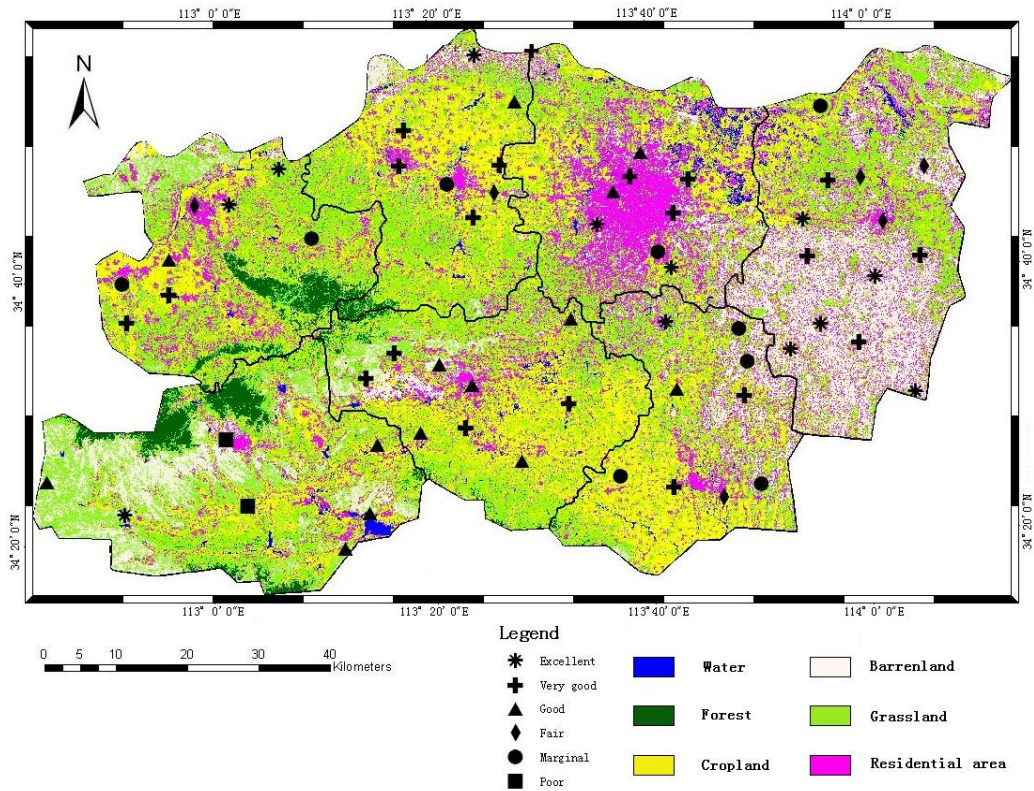 113° 0′0″E 113° 20′0″E 113° 40′0″E 114° 0′0″E
N
34° 40′0″N
34° 40′0″N
34° 20′0″N
34° 20′0″N
113° 0′0″E 113° 20′0″E 113° 40′0″E 114° 0′0″E
Legend
0 5 10 20 30 40
Kilometers
Excellent Water Barrenland
Very good
Good Forest Grassland
Fair
Marginal Cropland Residential area
Poor